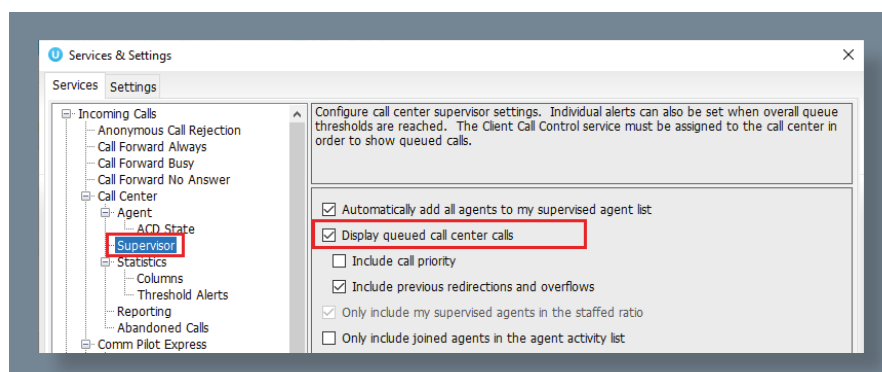 U Services & Settings
Services Settings
Incoming Calls
Anonymous Call Rejection
Call Forward Always
Call Forward Busy
Call Forward No Answer
Call Center
Agent
ACD State
Supervisor
Statistics
Columns
Threshold Alerts
Reporting
Abandoned Calls
Comm Pilot Express
Configure call center supervisor settings. Individual alerts can also be set when overall queue
thresholds are reached. The Client Call Control service must be assigned to the call center in
order to show queued calls.
Automatically add all agents to my supervised agent list
Display queued call center calls
Include call priority
Include previous redirections and overflows
Only include my supervised agents in the staffed ratio
Only include joined agents in the agent activity list